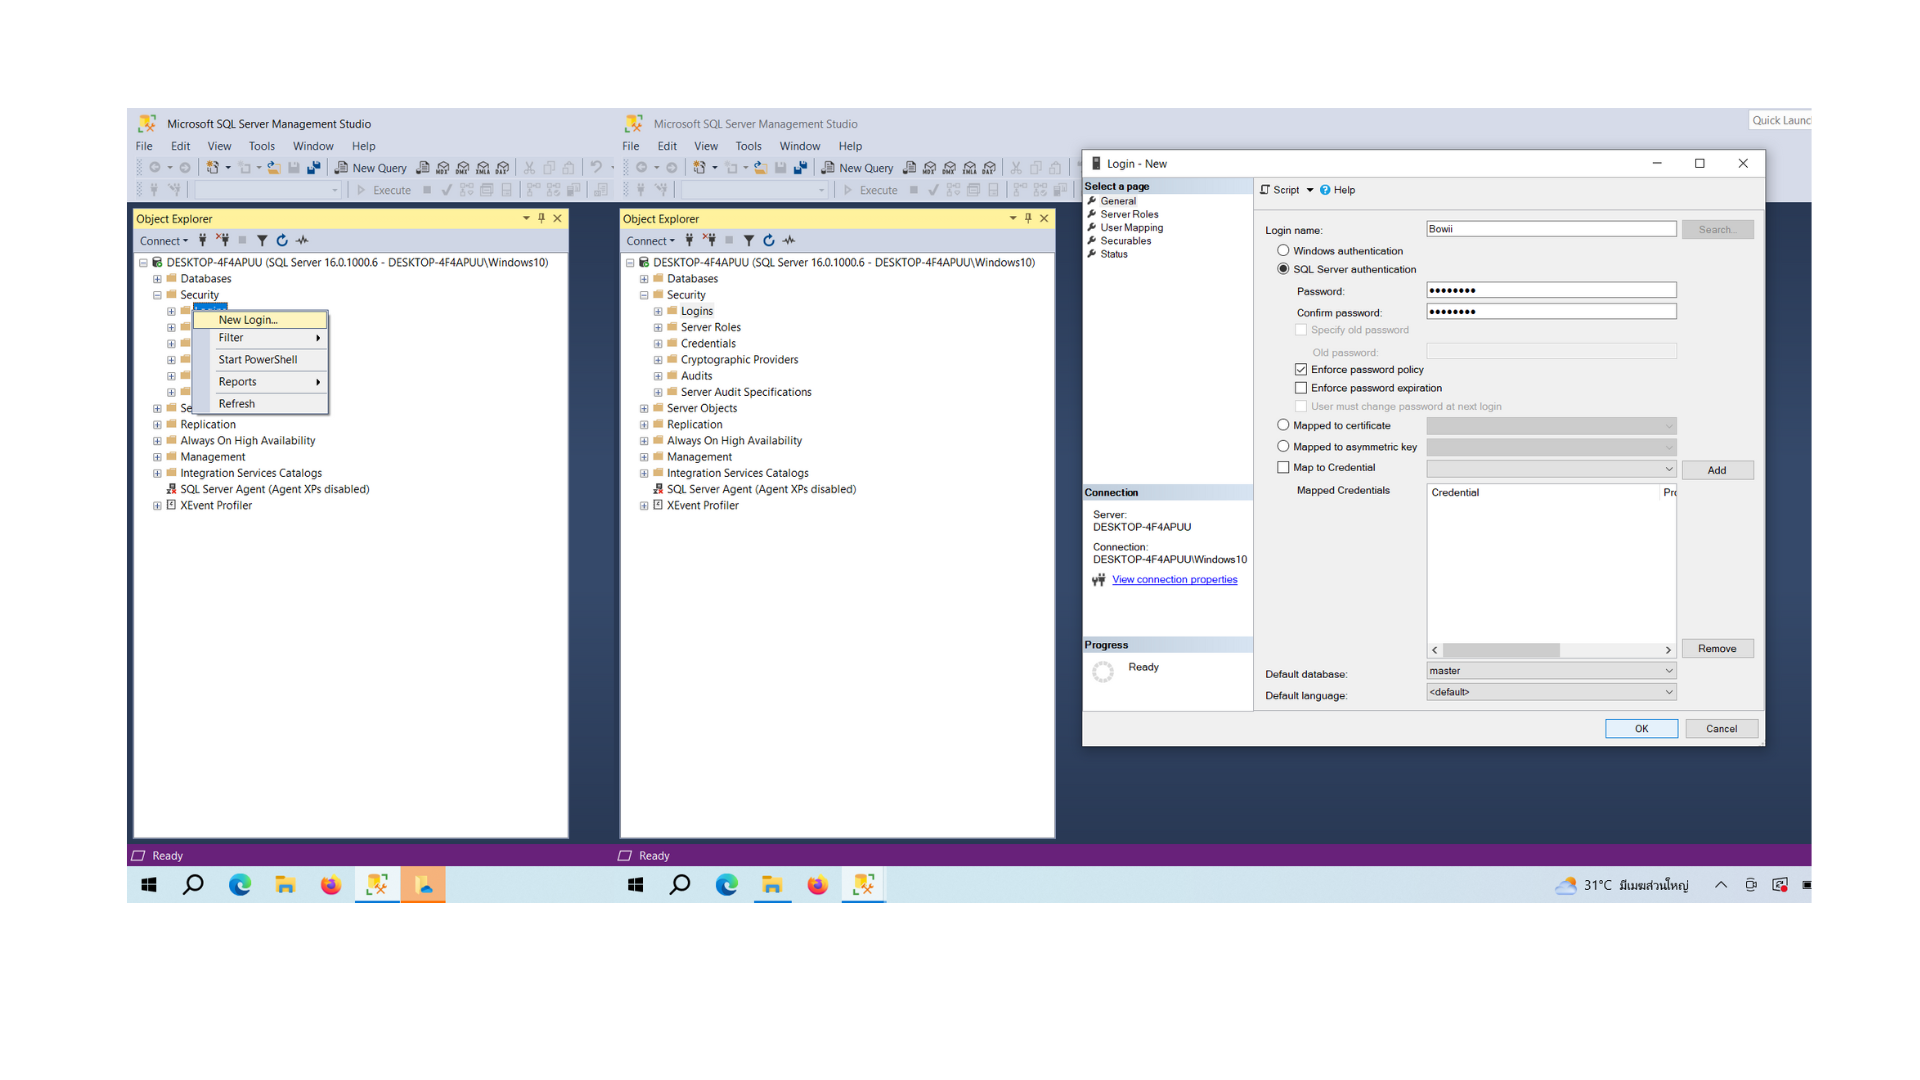 Microsoft SQL Server Management Studio
File Edit View Tools Window Help
New Query MDX DMX XMLA DAX
Execute
Object Explorer
Connect
DESKTOP-4F4APUU (SQL Server 16.0.1000.6 - DESKTOP-4F4APUU\Windows10)
Databases
Security
New Login...
Filter
Start PowerShell
Reports
Refresh
Se
Replication
Always On High Availability
Management
Integration Services Catalogs
SQL Server Agent (Agent XPs disabled)
XEvent Profiler
Ready
Microsoft SQL Server Management Studio
File Edit View Tools Window Help
New Query MDX DMX XMLA DAX
Execute
Object Explorer
Connect
DESKTOP-4F4APUU (SQL Server 16.0.1000.6 - DESKTOP-4F4APUU\Windows10)
Databases
Security
Logins
Server Roles
Credentials
Cryptographic Providers
Audits
Server Audit Specifications
Server Objects
Replication
Always On High Availability
Management
Integration Services Catalogs
SQL Server Agent (Agent XPs disabled)
XEvent Profiler
Ready
Quick Launc
Login - New
Select a page
General
Server Roles
User Mapping
Securables
Status
Connection
Server:
DESKTOP-4F4APUU
Connection:
DESKTOP-4F4APUU\Windows10
View connection properties
Progress
Ready
Script Help
Login name: Bowii Search...
Windows authentication
SQL Server authentication
Password: ●●●●●●●●
Confirm password: ●●●●●●●●
Specify old password
Old password:
Enforce password policy
Enforce password expiration
User must change password at next login
Mapped to certificate
Mapped to asymmetric key
Map to Credential Add
Mapped Credentials Credential Pro
Remove
Default database: master
Default language: <default>
OK Cancel
31°C มีเมฆส่วนใหญ่